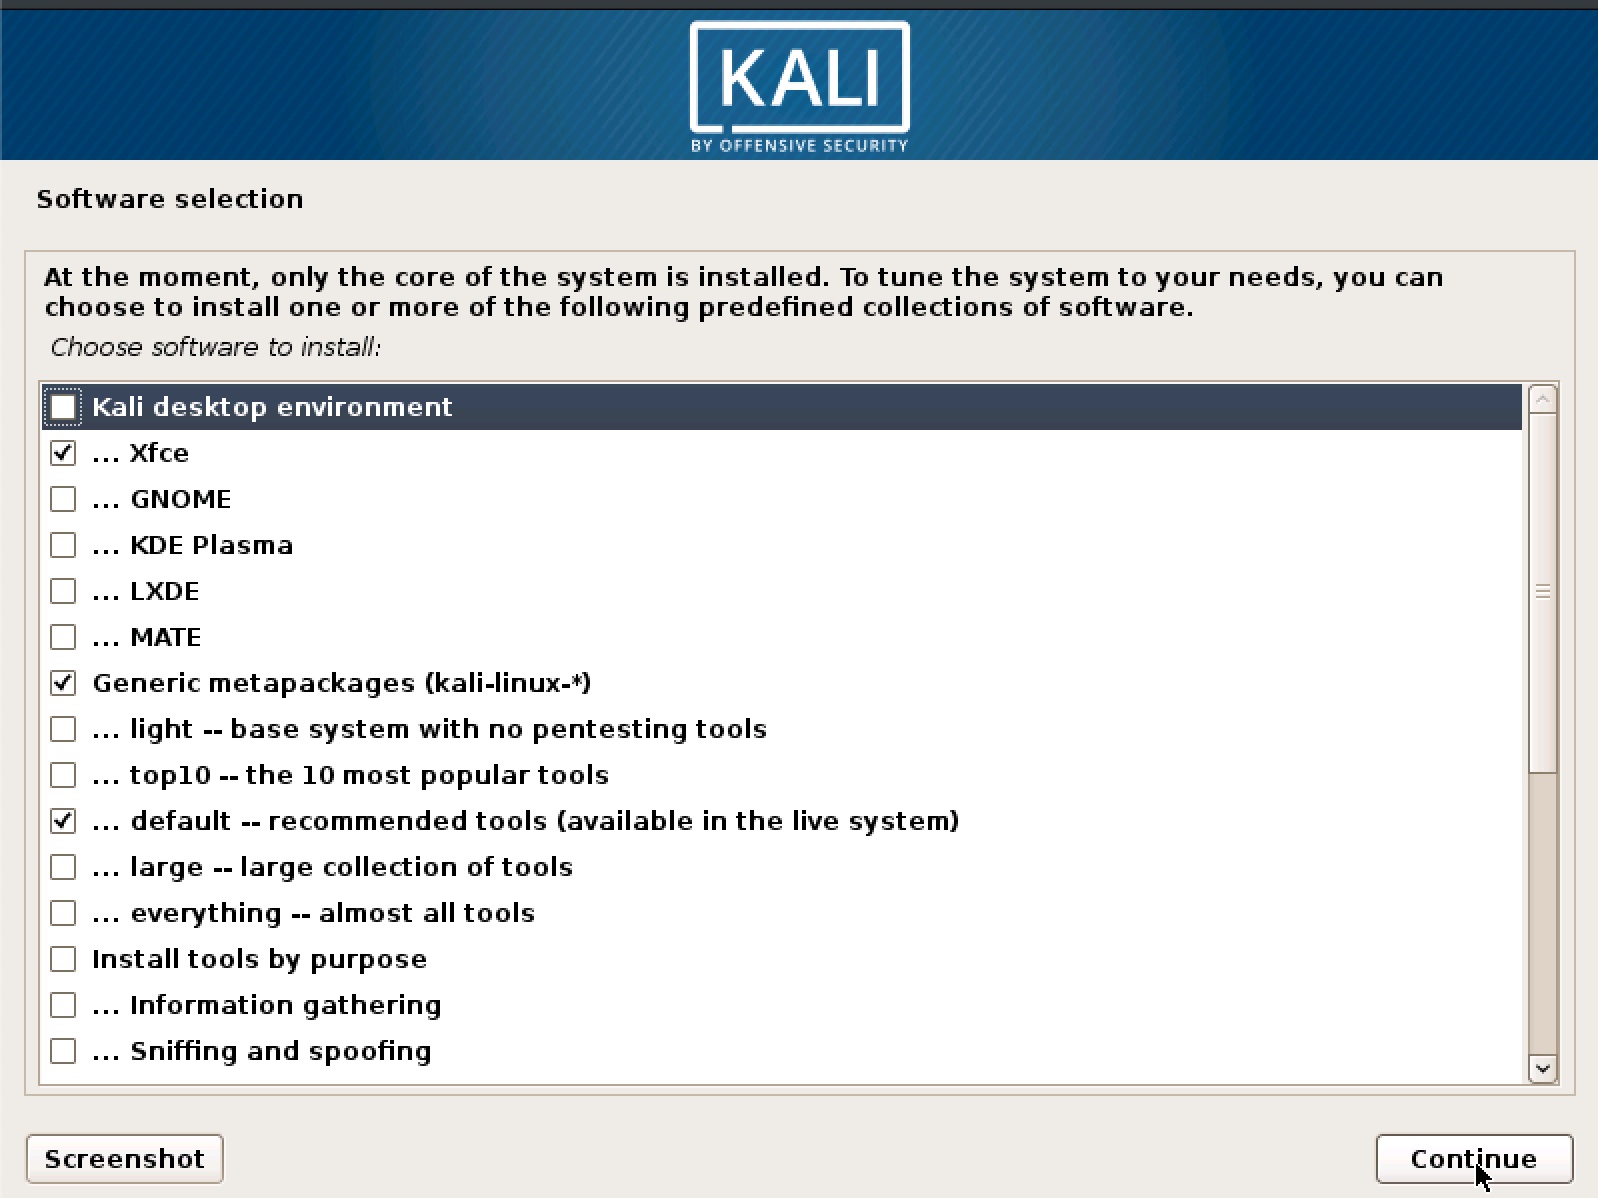 KALI
BY OFFENSIVE SECURITY
Software selection
At the moment, only the core of the system is installed. To tune the system to your needs, you can
choose to install one or more of the following predefined collections of software.
Choose software to install:
Kali desktop environment
... Xfce
... GNOME
... KDE Plasma
... LXDE
... MATE
Generic metapackages (kali-linux-*)
... light -- base system with no pentesting tools
... top10 -- the 10 most popular tools
... default -- recommended tools (available in the live system)
... large -- large collection of tools
... everything -- almost all tools
Install tools by purpose
... Information gathering
... Sniffing and spoofing
Screenshot
Continue